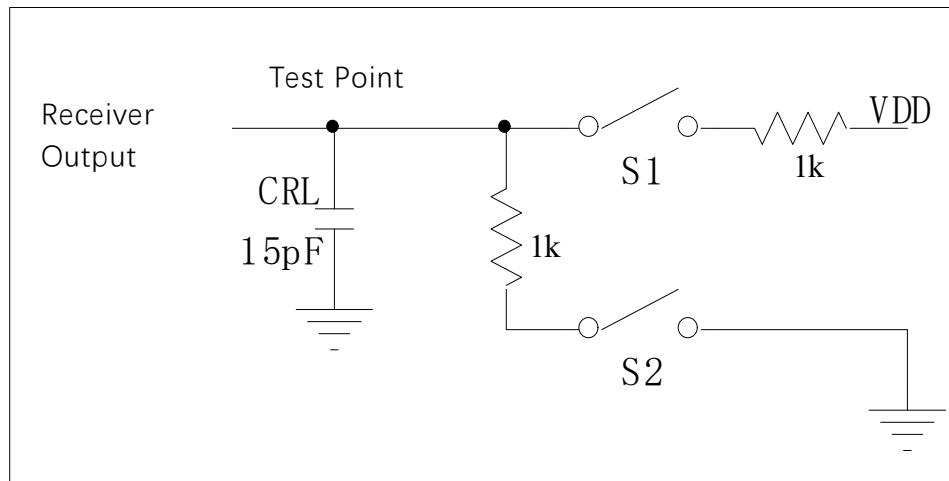 Test Point
Receiver
Output
VDD
S1
1k
CRL
15pF
1k
S2